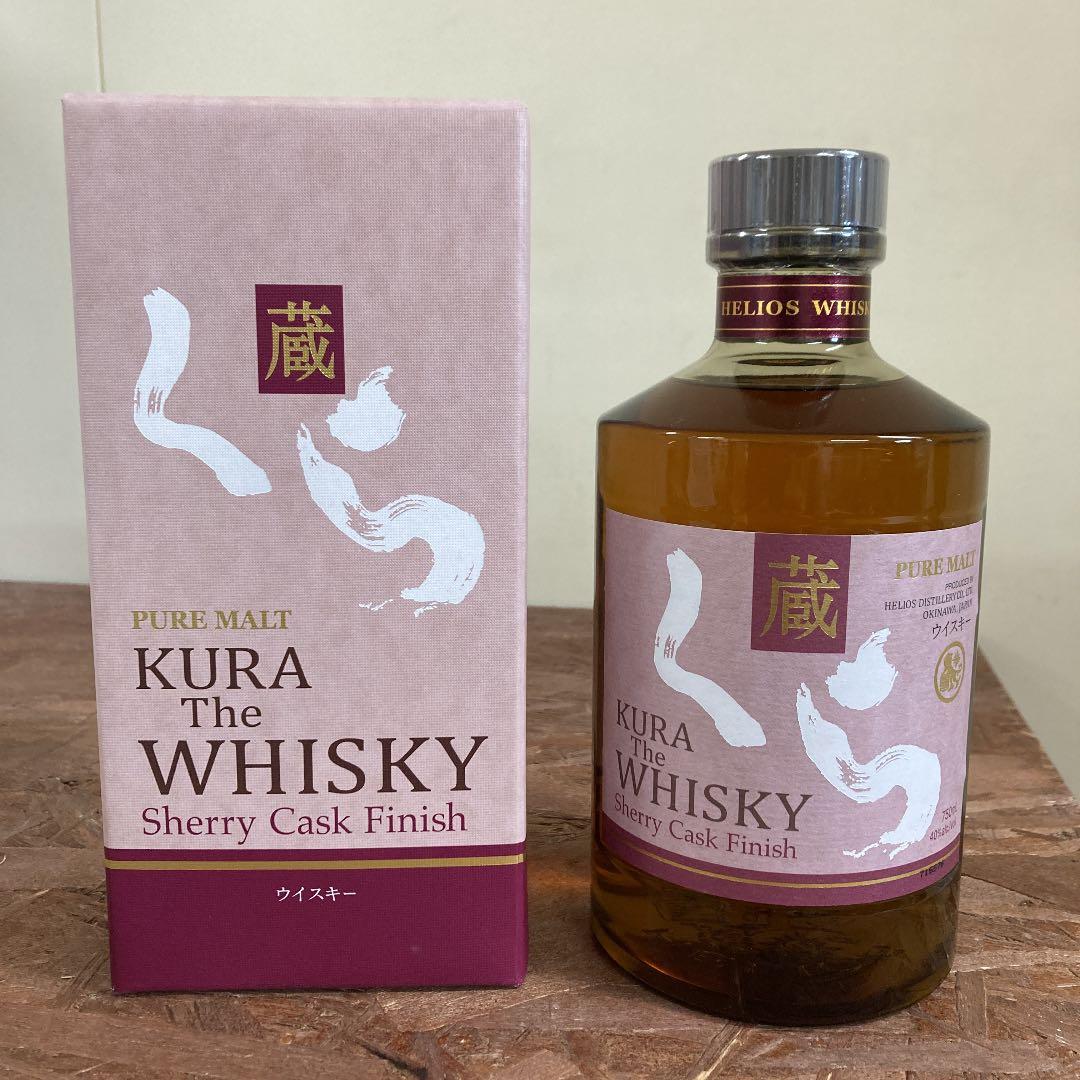 蔵
くら
PURE MALT
KURA
The
WHISKY
Sherry Cask Finish
ウイスキー
HELIOS WHISK
蔵
くら
PURE MALT
PRODUCED BY
HELIOS DISTILLERY CO., LTD.
OKINAWA, JAPAN
ウイスキー
KURA
The
WHISKY
Sherry Cask Finish
750mL
40%alc/vol